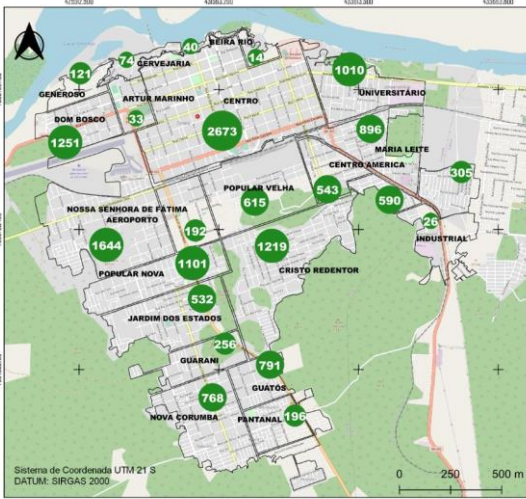 40
BEIRA RIO
74
14
CERVEJARIA
121
1010
GENEROSO
ARTUR MARINHO
CENTRO
UNIVERSITÁRIO
DOM BOSCO
33
1251
2673
896
MARIA LEITE
CENTRO AMERICA
305
POPULAR VELHA
543
615
590
NOSSA SENHORA DE FÁTIMA
AEROPORTO
26
192
INDUSTRIAL
1644
1219
POPULAR NOVA
1101
CRISTO REDENTOR
532
JARDIM DOS ESTADOS
256
GUARANI
791
GUATÓS
768
NOVA CORUMBA
PANTANAL
196
Sistema de Coordenada UTM 21 S
DATUM: SIRGAS 2000
0 250 500 m